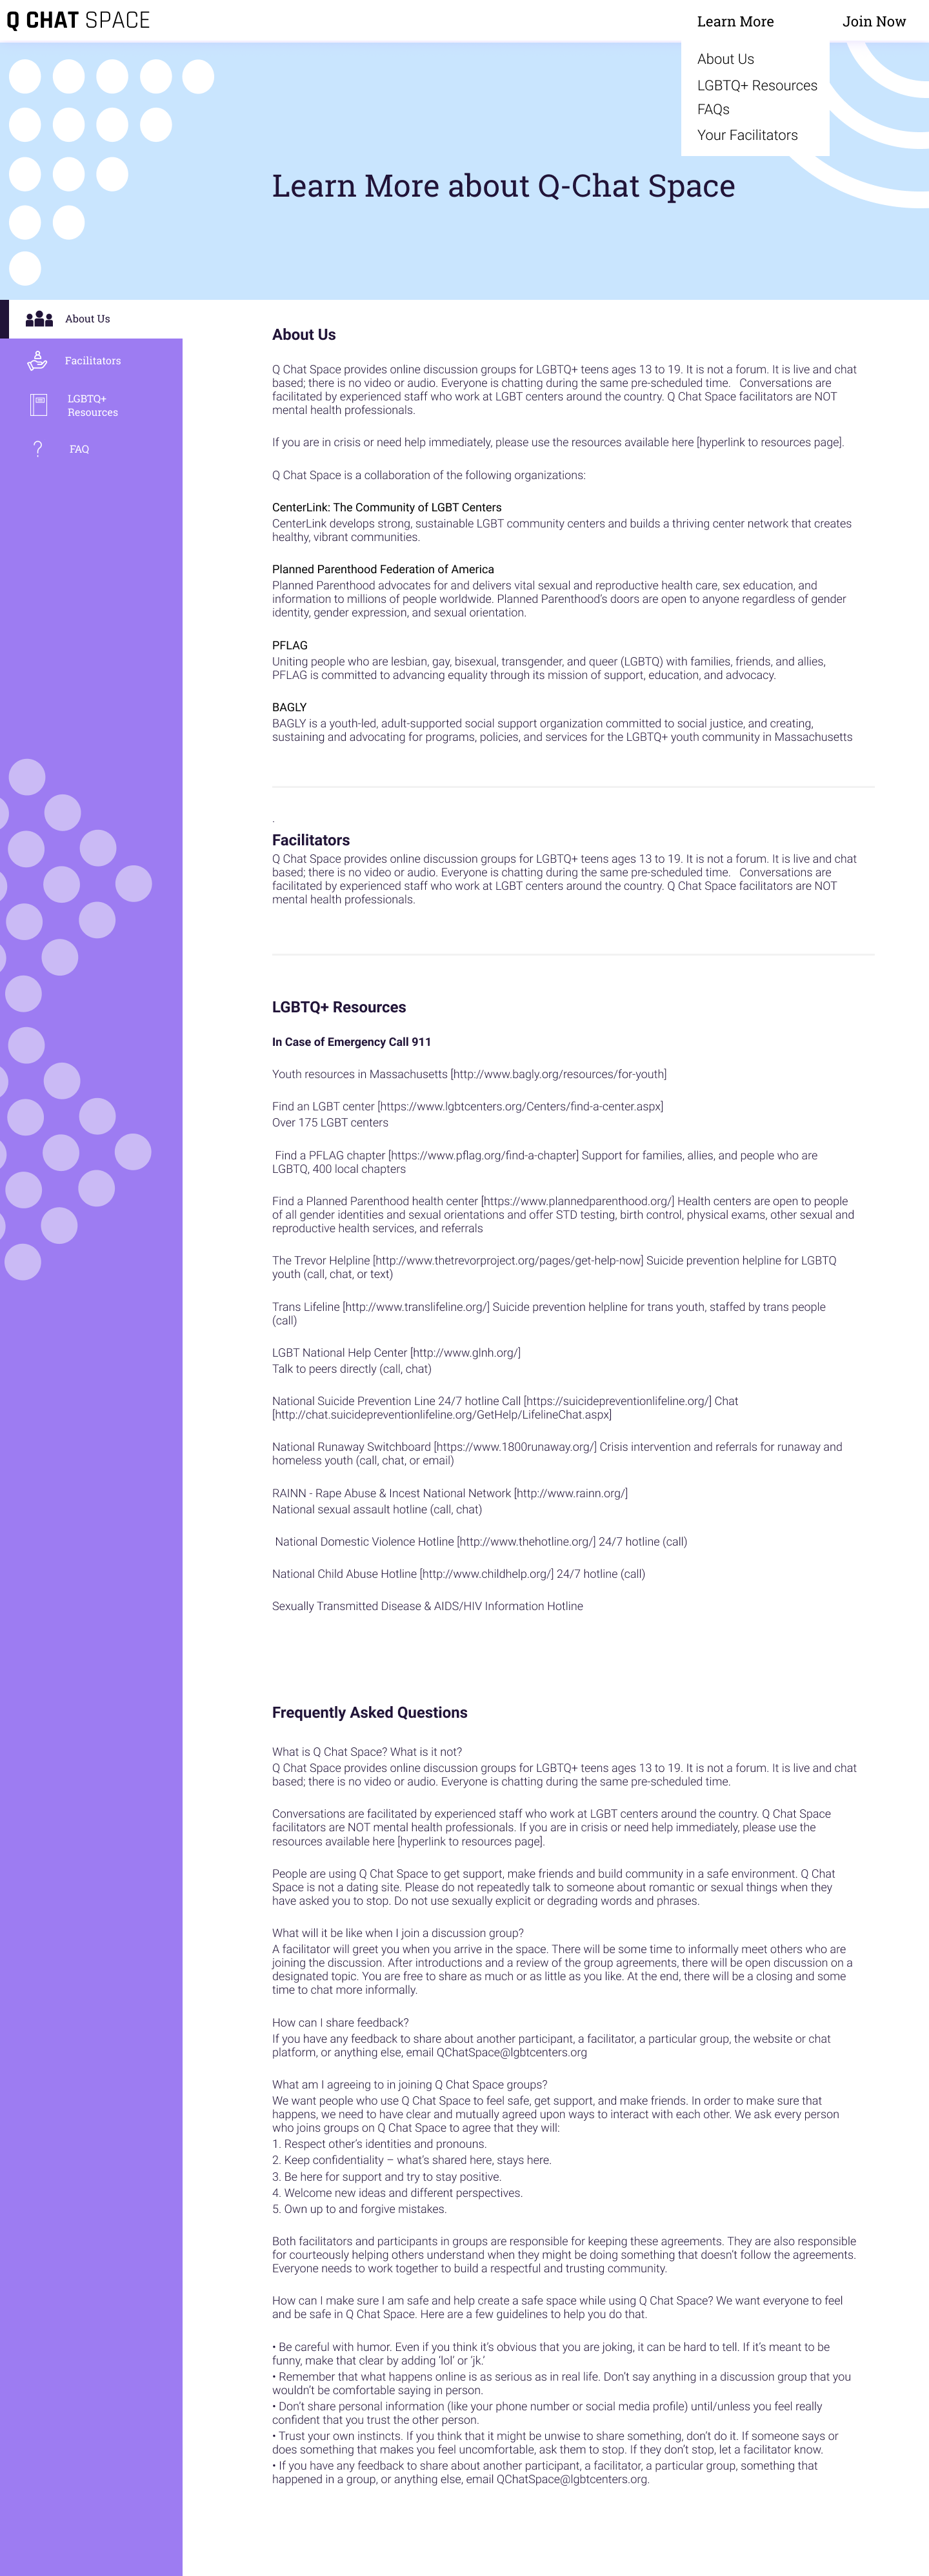 Q CHAT SPACE
Learn More
Join Now
About Us
LGBTQ+ Resources
FAQs
Your Facilitators
Learn More about Q-Chat Space
About Us
Facilitators
LGBTQ+
Resources
FAQ
About Us
Q Chat Space provides online discussion groups for LGBTQ+ teens ages 13 to 19. It is not a forum. It is live and chat
based; there is no video or audio. Everyone is chatting during the same pre-scheduled time.   Conversations are
facilitated by experienced staff who work at LGBT centers around the country. Q Chat Space facilitators are NOT
mental health professionals.
If you are in crisis or need help immediately, please use the resources available here [hyperlink to resources page].
Q Chat Space is a collaboration of the following organizations:
CenterLink: The Community of LGBT Centers
CenterLink develops strong, sustainable LGBT community centers and builds a thriving center network that creates
healthy, vibrant communities.
Planned Parenthood Federation of America
Planned Parenthood advocates for and delivers vital sexual and reproductive health care, sex education, and
information to millions of people worldwide. Planned Parenthood's doors are open to anyone regardless of gender
identity, gender expression, and sexual orientation.
PFLAG
Uniting people who are lesbian, gay, bisexual, transgender, and queer (LGBTQ) with families, friends, and allies,
PFLAG is committed to advancing equality through its mission of support, education, and advocacy.
BAGLY
BAGLY is a youth-led, adult-supported social support organization committed to social justice, and creating,
sustaining and advocating for programs, policies, and services for the LGBTQ+ youth community in Massachusetts
.
Facilitators
Q Chat Space provides online discussion groups for LGBTQ+ teens ages 13 to 19. It is not a forum. It is live and chat
based; there is no video or audio. Everyone is chatting during the same pre-scheduled time.   Conversations are
facilitated by experienced staff who work at LGBT centers around the country. Q Chat Space facilitators are NOT
mental health professionals.
LGBTQ+ Resources
In Case of Emergency Call 911
Youth resources in Massachusetts [http://www.bagly.org/resources/for-youth]
Find an LGBT center [https://www.lgbtcenters.org/Centers/find-a-center.aspx]
Over 175 LGBT centers
Find a PFLAG chapter [https://www.pflag.org/find-a-chapter] Support for families, allies, and people who are
LGBTQ, 400 local chapters
Find a Planned Parenthood health center [https://www.plannedparenthood.org/] Health centers are open to people
of all gender identities and sexual orientations and offer STD testing, birth control, physical exams, other sexual and
reproductive health services, and referrals
The Trevor Helpline [http://www.thetrevorproject.org/pages/get-help-now] Suicide prevention helpline for LGBTQ
youth (call, chat, or text)
Trans Lifeline [http://www.translifeline.org/] Suicide prevention helpline for trans youth, staffed by trans people
(call)
LGBT National Help Center [http://www.glnh.org/]
Talk to peers directly (call, chat)
National Suicide Prevention Line 24/7 hotline Call [https://suicidepreventionlifeline.org/] Chat
[http://chat.suicidepreventionlifeline.org/GetHelp/LifelineChat.aspx]
National Runaway Switchboard [https://www.1800runaway.org/] Crisis intervention and referrals for runaway and
homeless youth (call, chat, or email)
RAINN - Rape Abuse & Incest National Network [http://www.rainn.org/]
National sexual assault hotline (call, chat)
National Domestic Violence Hotline [http://www.thehotline.org/] 24/7 hotline (call)
National Child Abuse Hotline [http://www.childhelp.org/] 24/7 hotline (call)
Sexually Transmitted Disease & AIDS/HIV Information Hotline
Frequently Asked Questions
What is Q Chat Space? What is it not?
Q Chat Space provides online discussion groups for LGBTQ+ teens ages 13 to 19. It is not a forum. It is live and chat
based; there is no video or audio. Everyone is chatting during the same pre-scheduled time.
Conversations are facilitated by experienced staff who work at LGBT centers around the country. Q Chat Space
facilitators are NOT mental health professionals. If you are in crisis or need help immediately, please use the
resources available here [hyperlink to resources page].
People are using Q Chat Space to get support, make friends and build community in a safe environment. Q Chat
Space is not a dating site. Please do not repeatedly talk to someone about romantic or sexual things when they
have asked you to stop. Do not use sexually explicit or degrading words and phrases.
What will it be like when I join a discussion group?
A facilitator will greet you when you arrive in the space. There will be some time to informally meet others who are
joining the discussion. After introductions and a review of the group agreements, there will be open discussion on a
designated topic. You are free to share as much or as little as you like. At the end, there will be a closing and some
time to chat more informally.
How can I share feedback?
If you have any feedback to share about another participant, a facilitator, a particular group, the website or chat
platform, or anything else, email QChatSpace@lgbtcenters.org
What am I agreeing to in joining Q Chat Space groups?
We want people who use Q Chat Space to feel safe, get support, and make friends. In order to make sure that
happens, we need to have clear and mutually agreed upon ways to interact with each other. We ask every person
who joins groups on Q Chat Space to agree that they will:
1. Respect other's identities and pronouns.
2. Keep confidentiality – what's shared here, stays here.
3. Be here for support and try to stay positive.
4. Welcome new ideas and different perspectives.
5. Own up to and forgive mistakes.
Both facilitators and participants in groups are responsible for keeping these agreements. They are also responsible
for courteously helping others understand when they might be doing something that doesn't follow the agreements.
Everyone needs to work together to build a respectful and trusting community.
How can I make sure I am safe and help create a safe space while using Q Chat Space? We want everyone to feel
and be safe in Q Chat Space. Here are a few guidelines to help you do that.
• Be careful with humor. Even if you think it's obvious that you are joking, it can be hard to tell. If it's meant to be
funny, make that clear by adding 'lol' or 'jk.'
• Remember that what happens online is as serious as in real life. Don't say anything in a discussion group that you
wouldn't be comfortable saying in person.
• Don't share personal information (like your phone number or social media profile) until/unless you feel really
confident that you trust the other person.
• Trust your own instincts. If you think that it might be unwise to share something, don't do it. If someone says or
does something that makes you feel uncomfortable, ask them to stop. If they don't stop, let a facilitator know.
• If you have any feedback to share about another participant, a facilitator, a particular group, something that
happened in a group, or anything else, email QChatSpace@lgbtcenters.org.